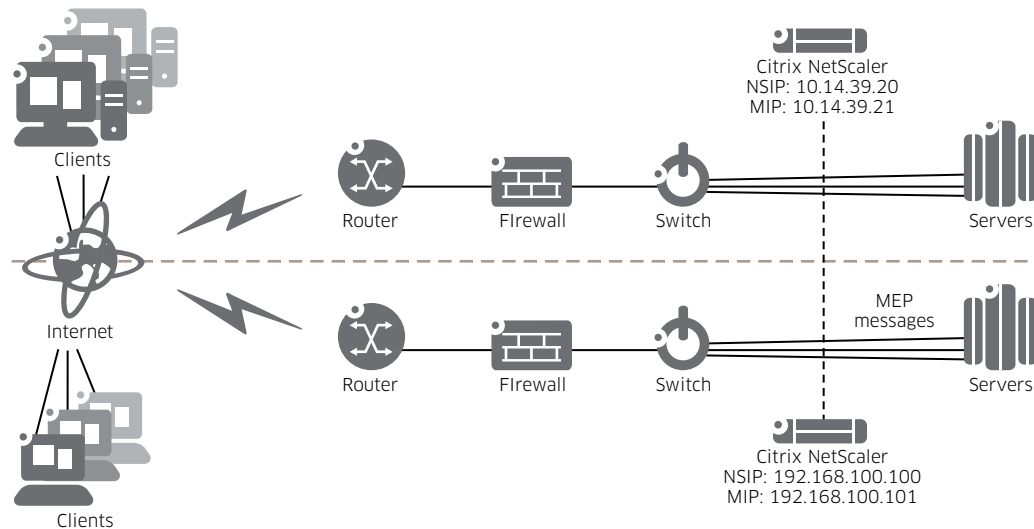 Citrix NetScaler
NSIP: 10.14.39.20
MIP: 10.14.39.21
Clients
Router
FIrewall
Switch
Servers
Internet
MEP
messages
Router
FIrewall
Switch
Servers
Citrix NetScaler
NSIP: 192.168.100.100
MIP: 192.168.100.101
Clients